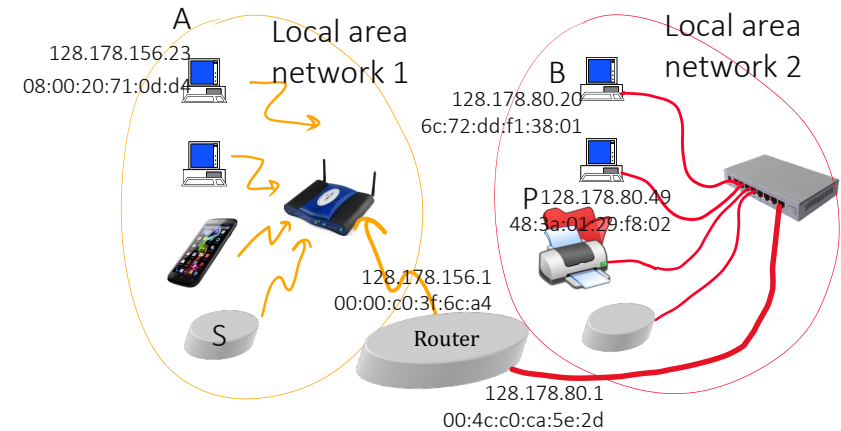 A
Local area
network 1
128.178.156.23
08:00:20:71:0d:d4
Local area
network 2
B
128.178.80.20
6c:72:dd:f1:38:01
P
128.178.80.49
48:3a:01:29:f8:02
128.178.156.1
00:00:c0:3f:6c:a4
S
Router
128.178.80.1
00:4c:c0:ca:5e:2d